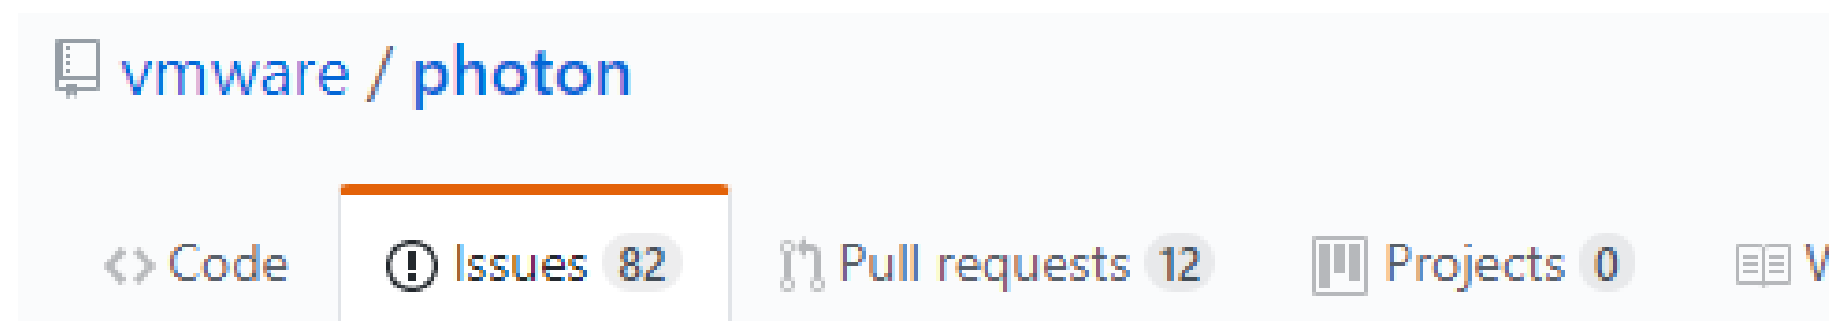 vmware / photon
Code Issues 82 Pull requests 12 Projects 0